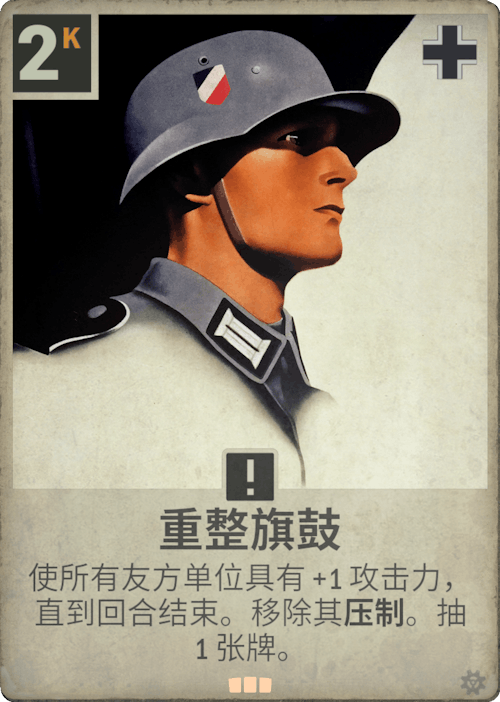 2K
!
重整旗鼓
使所有友方单位具有 +1 攻击力，
直到回合结束。移除其压制。抽
1 张牌。